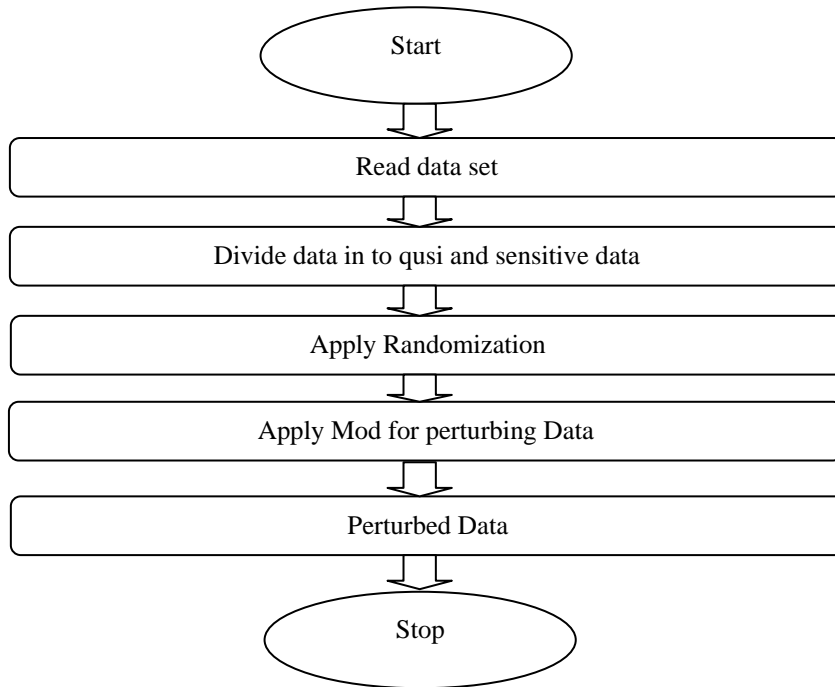 Start
Read data set
Divide data in to qusi and sensitive data
Apply Randomization
Apply Mod for perturbing Data
Perturbed Data
Stop